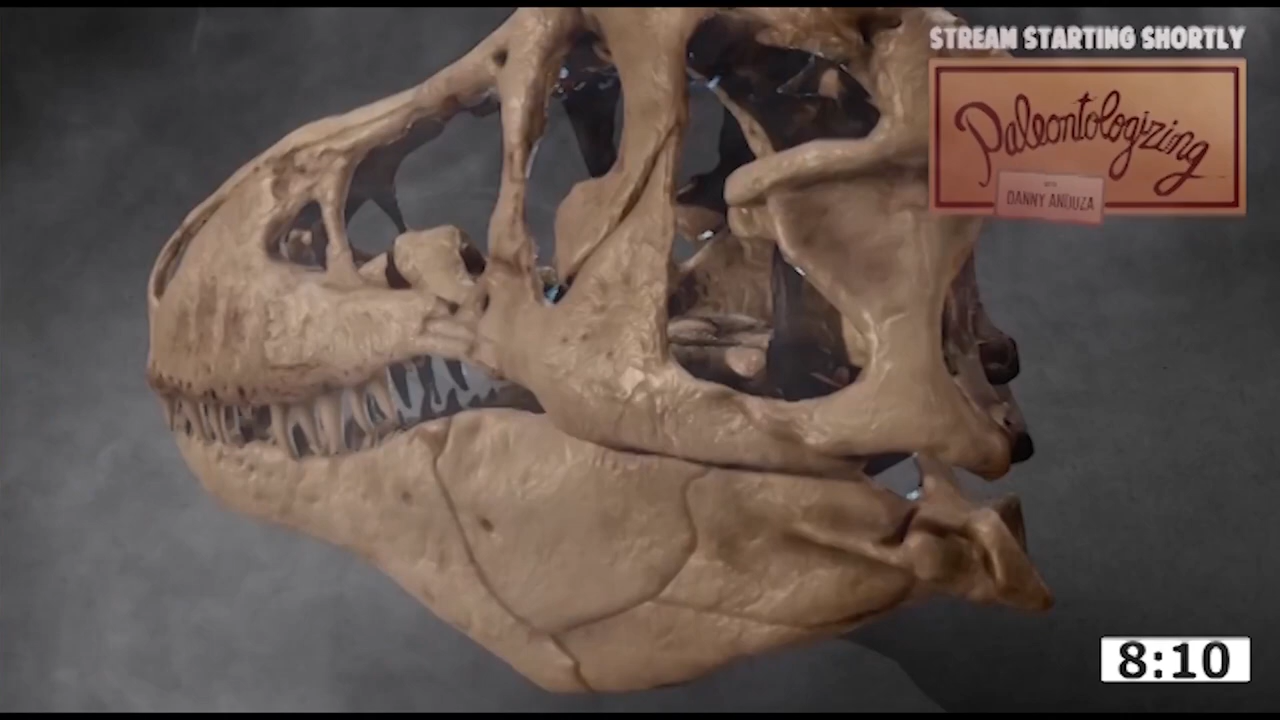 STREAM STARTING SHORTLY
Paleontologizing
WITH
DANNY ANDUZA
8:10